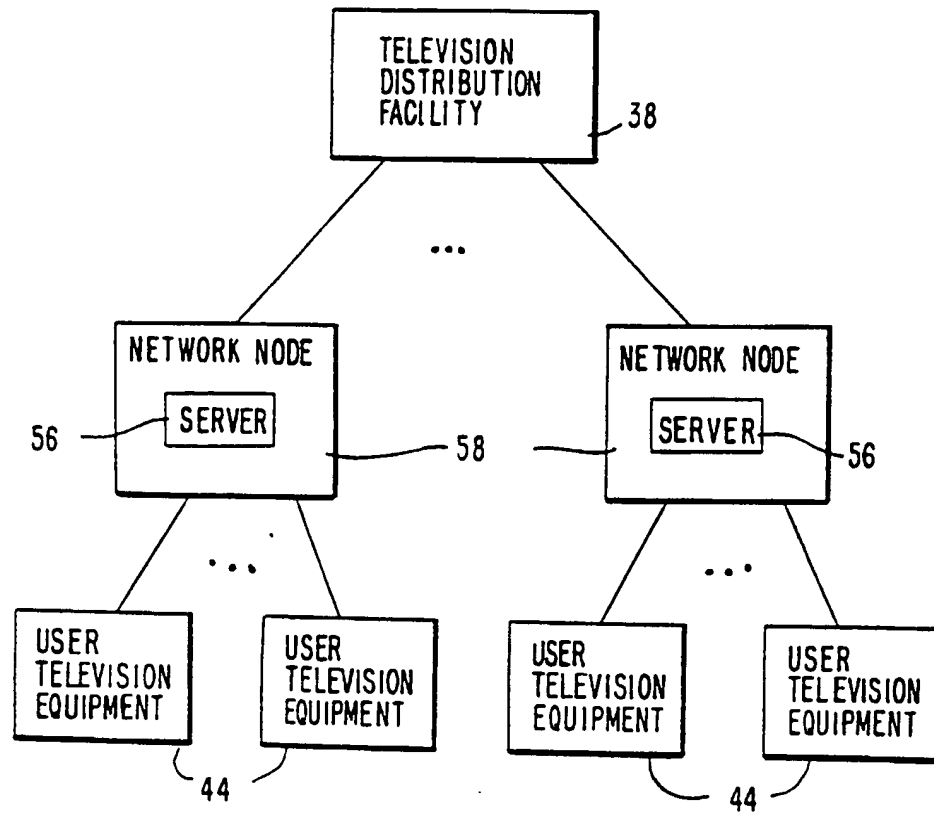 TELEVISION
DISTRIBUTION
FACILITY
38
...
NETWORK NODE
SERVER
56
58
NETWORK NODE
SERVER
56
...
...
USER
TELEVISION
EQUIPMENT
USER
TELEVISION
EQUIPMENT
44
USER
TELEVISION
EQUIPMENT
USER
TELEVISION
EQUIPMENT
44